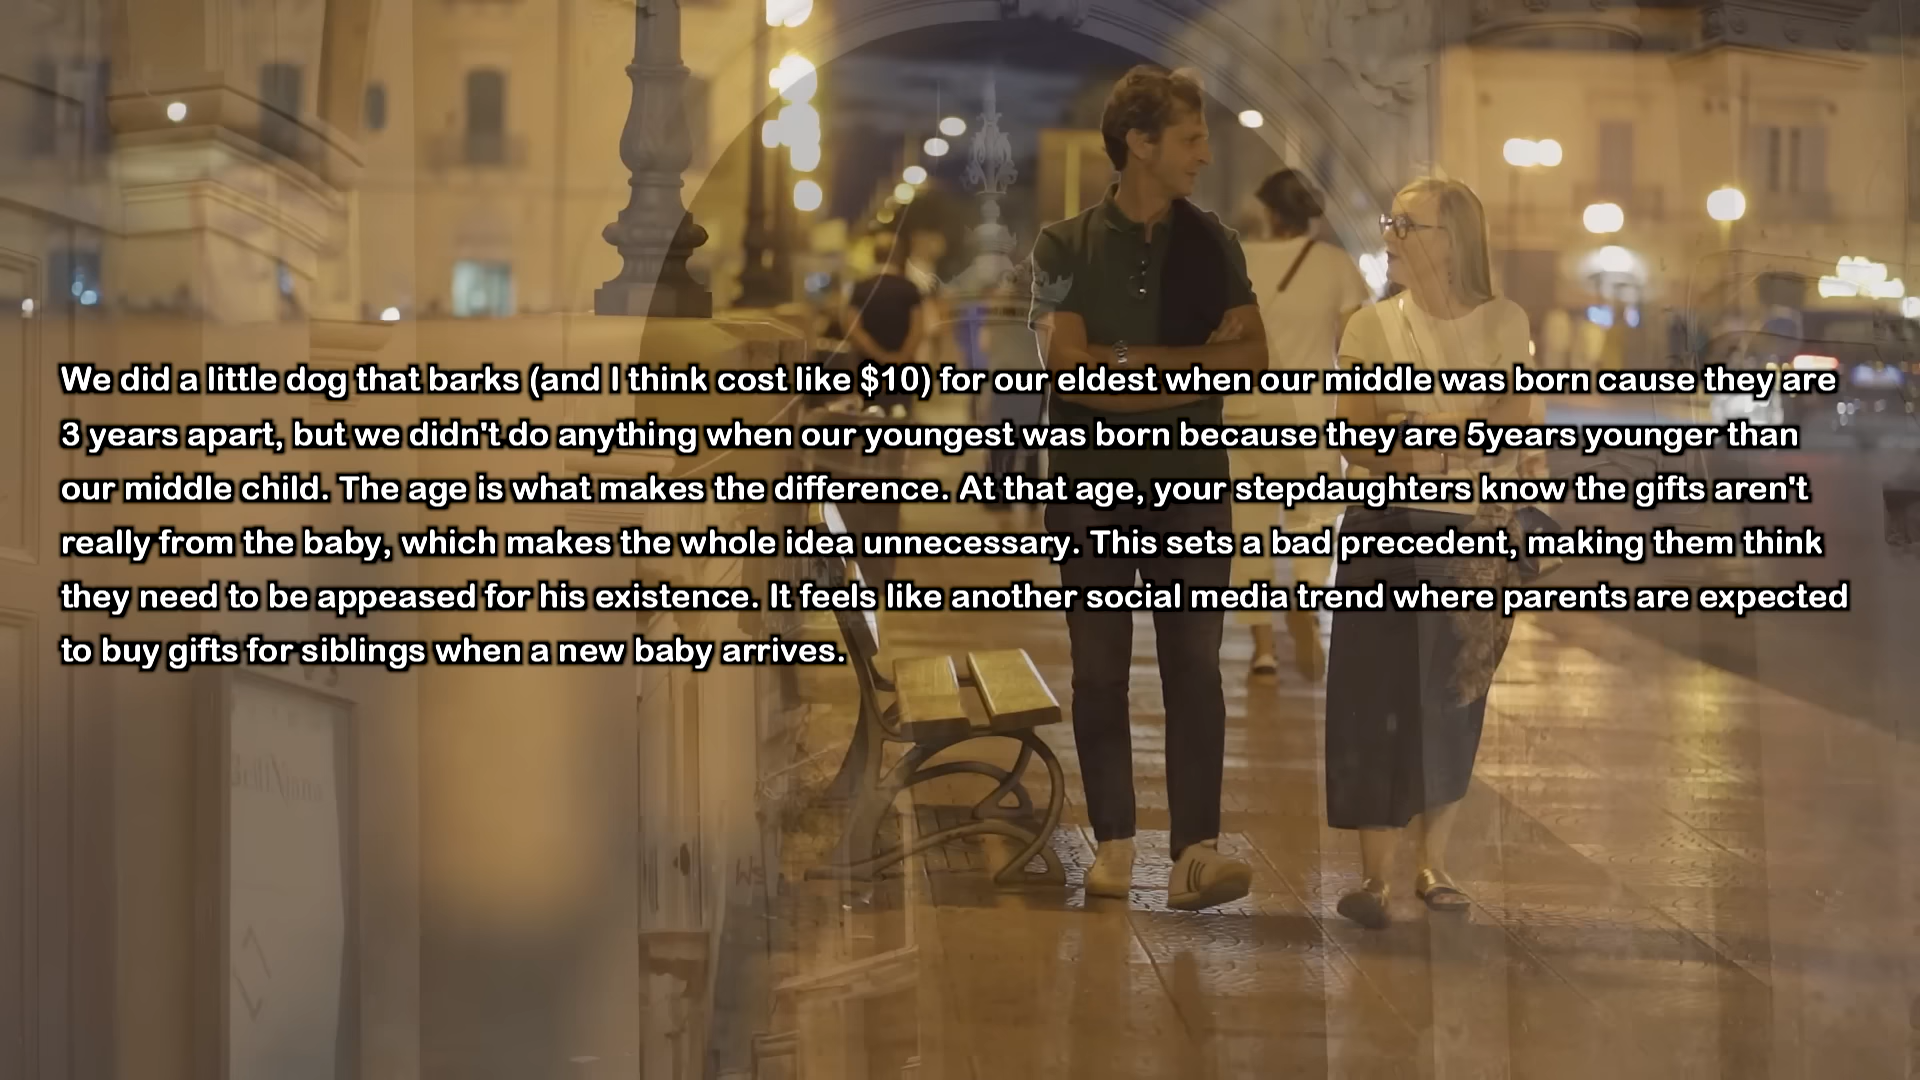 We did a little dog that barks (and I think cost like $10) for our eldest when our middle was born cause they are
3 years apart, but we didn't do anything when our youngest was born because they are 5years younger than
our middle child. The age is what makes the difference. At that age, your stepdaughters know the gifts aren't
really from the baby, which makes the whole idea unnecessary. This sets a bad precedent, making them think
they need to be appeased for his existence. It feels like another social media trend where parents are expected
to buy gifts for siblings when a new baby arrives.